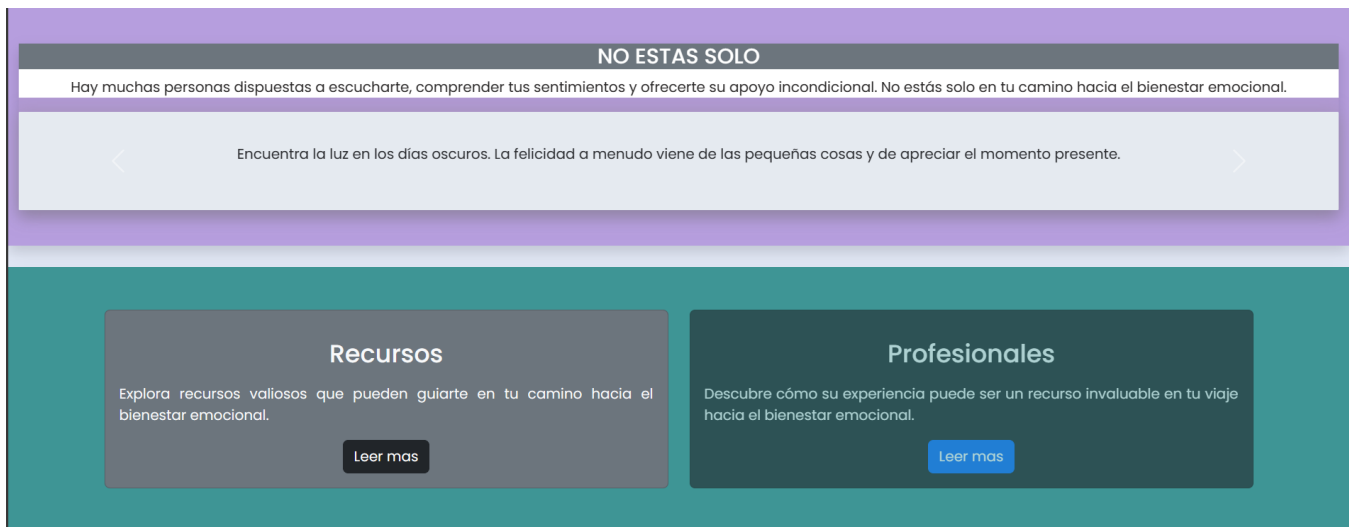 NO ESTAS SOLO
Hay muchas personas dispuestas a escucharte, comprender tus sentimientos y ofrecerte su apoyo incondicional. No estás solo en tu camino hacia el bienestar emocional.
Encuentra la luz en los días oscuros. La felicidad a menudo viene de las pequeñas cosas y de apreciar el momento presente.
Recursos
Explora recursos valiosos que pueden guiarte en tu camino hacia el
bienestar emocional.
Leer mas
Profesionales
Descubre cómo su experiencia puede ser un recurso invaluable en tu viaje
hacia el bienestar emocional.
Leer mas